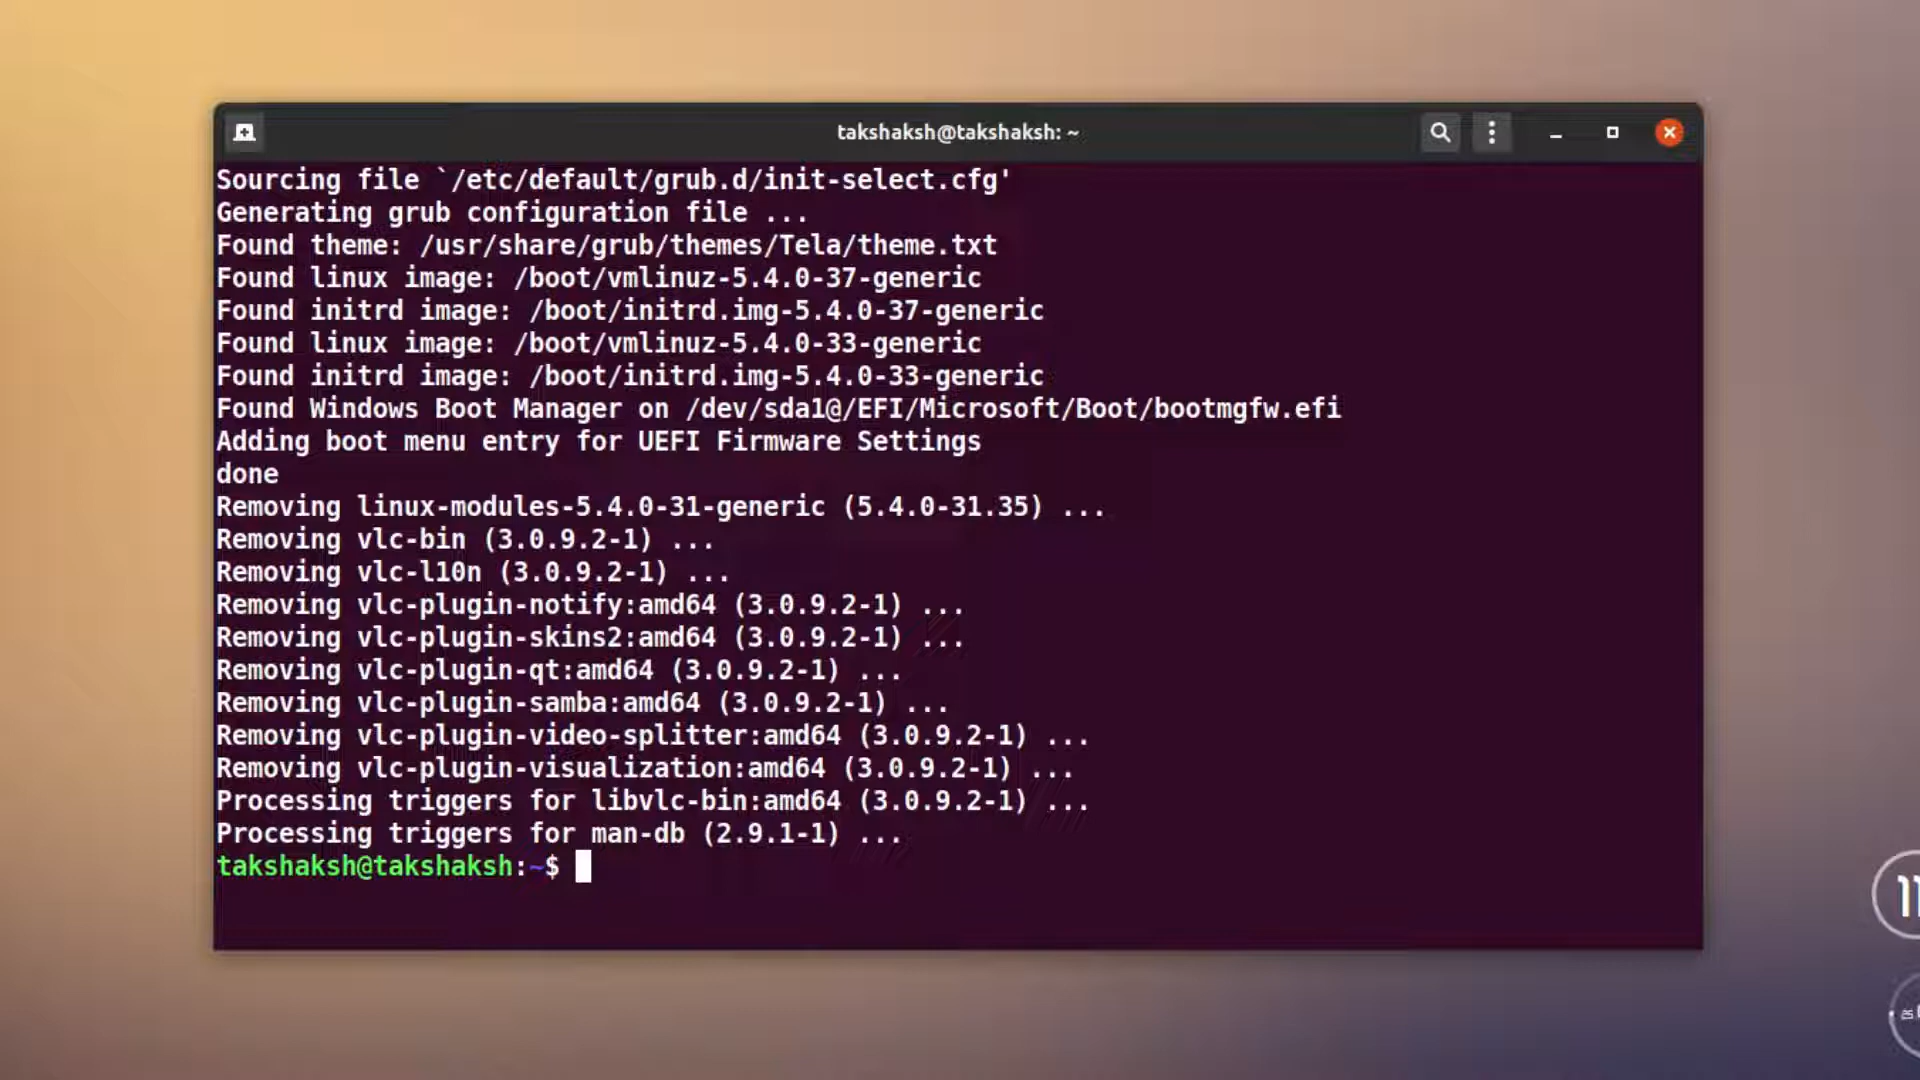 takshaksh@takshaksh: ~
Sourcing file `/etc/default/grub.d/init-select.cfg'
Generating grub configuration file ...
Found theme: /usr/share/grub/themes/Tela/theme.txt
Found linux image: /boot/vmlinuz-5.4.0-37-generic
Found initrd image: /boot/initrd.img-5.4.0-37-generic
Found linux image: /boot/vmlinuz-5.4.0-33-generic
Found initrd image: /boot/initrd.img-5.4.0-33-generic
Found Windows Boot Manager on /dev/sda1@/EFI/Microsoft/Boot/bootmgfw.efi
Adding boot menu entry for UEFI Firmware Settings
done
Removing linux-modules-5.4.0-31-generic (5.4.0-31.35) ...
Removing vlc-bin (3.0.9.2-1) ...
Removing vlc-l10n (3.0.9.2-1) ...
Removing vlc-plugin-notify:amd64 (3.0.9.2-1) ...
Removing vlc-plugin-skins2:amd64 (3.0.9.2-1) ...
Removing vlc-plugin-qt:amd64 (3.0.9.2-1) ...
Removing vlc-plugin-samba:amd64 (3.0.9.2-1) ...
Removing vlc-plugin-video-splitter:amd64 (3.0.9.2-1) ...
Removing vlc-plugin-visualization:amd64 (3.0.9.2-1) ...
Processing triggers for libvlc-bin:amd64 (3.0.9.2-1) ...
Processing triggers for man-db (2.9.1-1) ...
takshaksh@takshaksh:~$